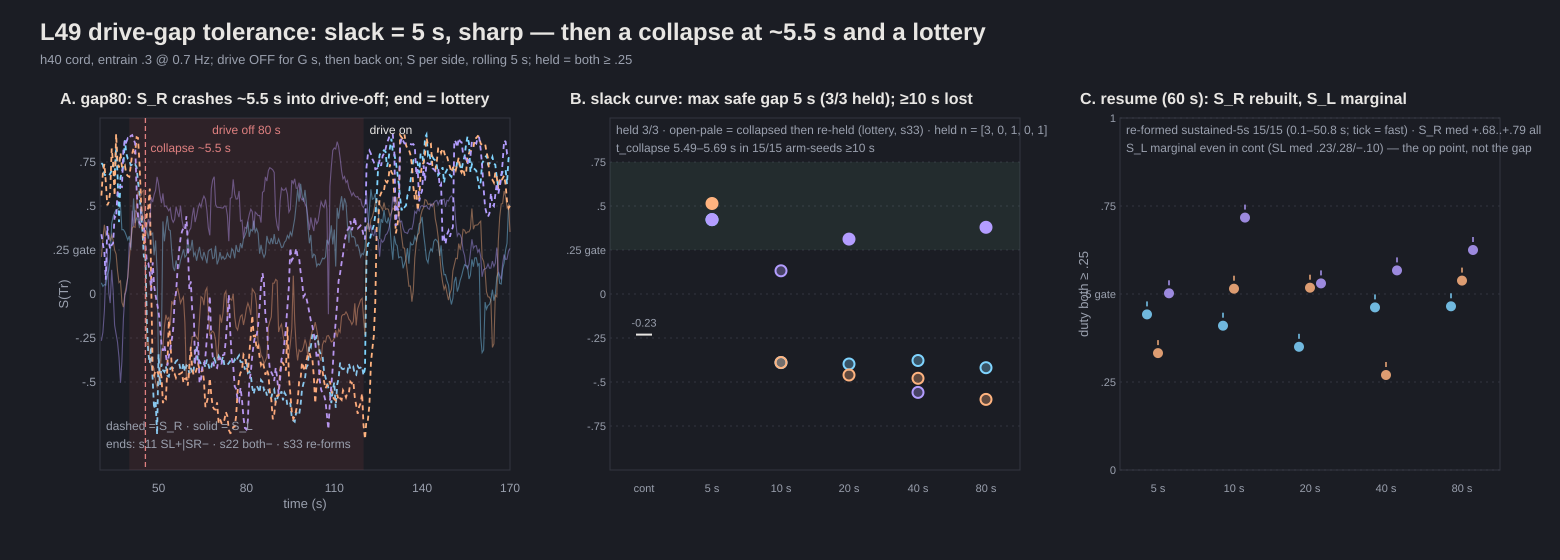 L49 drive-gap tolerance: slack = 5 s, sharp — then a collapse at ~5.5 s and a lottery
h40 cord, entrain .3 @ 0.7 Hz; drive OFF for G s, then back on; S per side, rolling 5 s; held = both ≥ .25
A. gap80: S_R crashes ~5.5 s into drive-off; end = lottery
drive off 80 s
drive on
collapse ~5.5 s
.75
.5
.25 gate
0
-.25
-.5
S(Tr)
dashed = S_R · solid = S_L
ends: s11 SL+|SR− · s22 both− · s33 re-forms
50
80
110
140
170
time (s)
B. slack curve: max safe gap 5 s (3/3 held); ≥10 s lost
held 3/3 · open-pale = collapsed then re-held (lottery, s33) · held n = [3, 0, 1, 0, 1]
t_collapse 5.49–5.69 s in 15/15 arm-seeds ≥10 s
.75
.5
.25 gate
0
-.25
-.5
-.75
-0.23
cont
5 s
10 s
20 s
40 s
80 s
C. resume (60 s): S_R rebuilt, S_L marginal
re-formed sustained-5s 15/15 (0.1–50.8 s; tick = fast) · S_R med +.68..+.79 all
S_L marginal even in cont (SL med .23/.28/−.10) — the op point, not the gap
1
.75
gate
.25
0
duty both ≥ .25
5 s
10 s
20 s
40 s
80 s